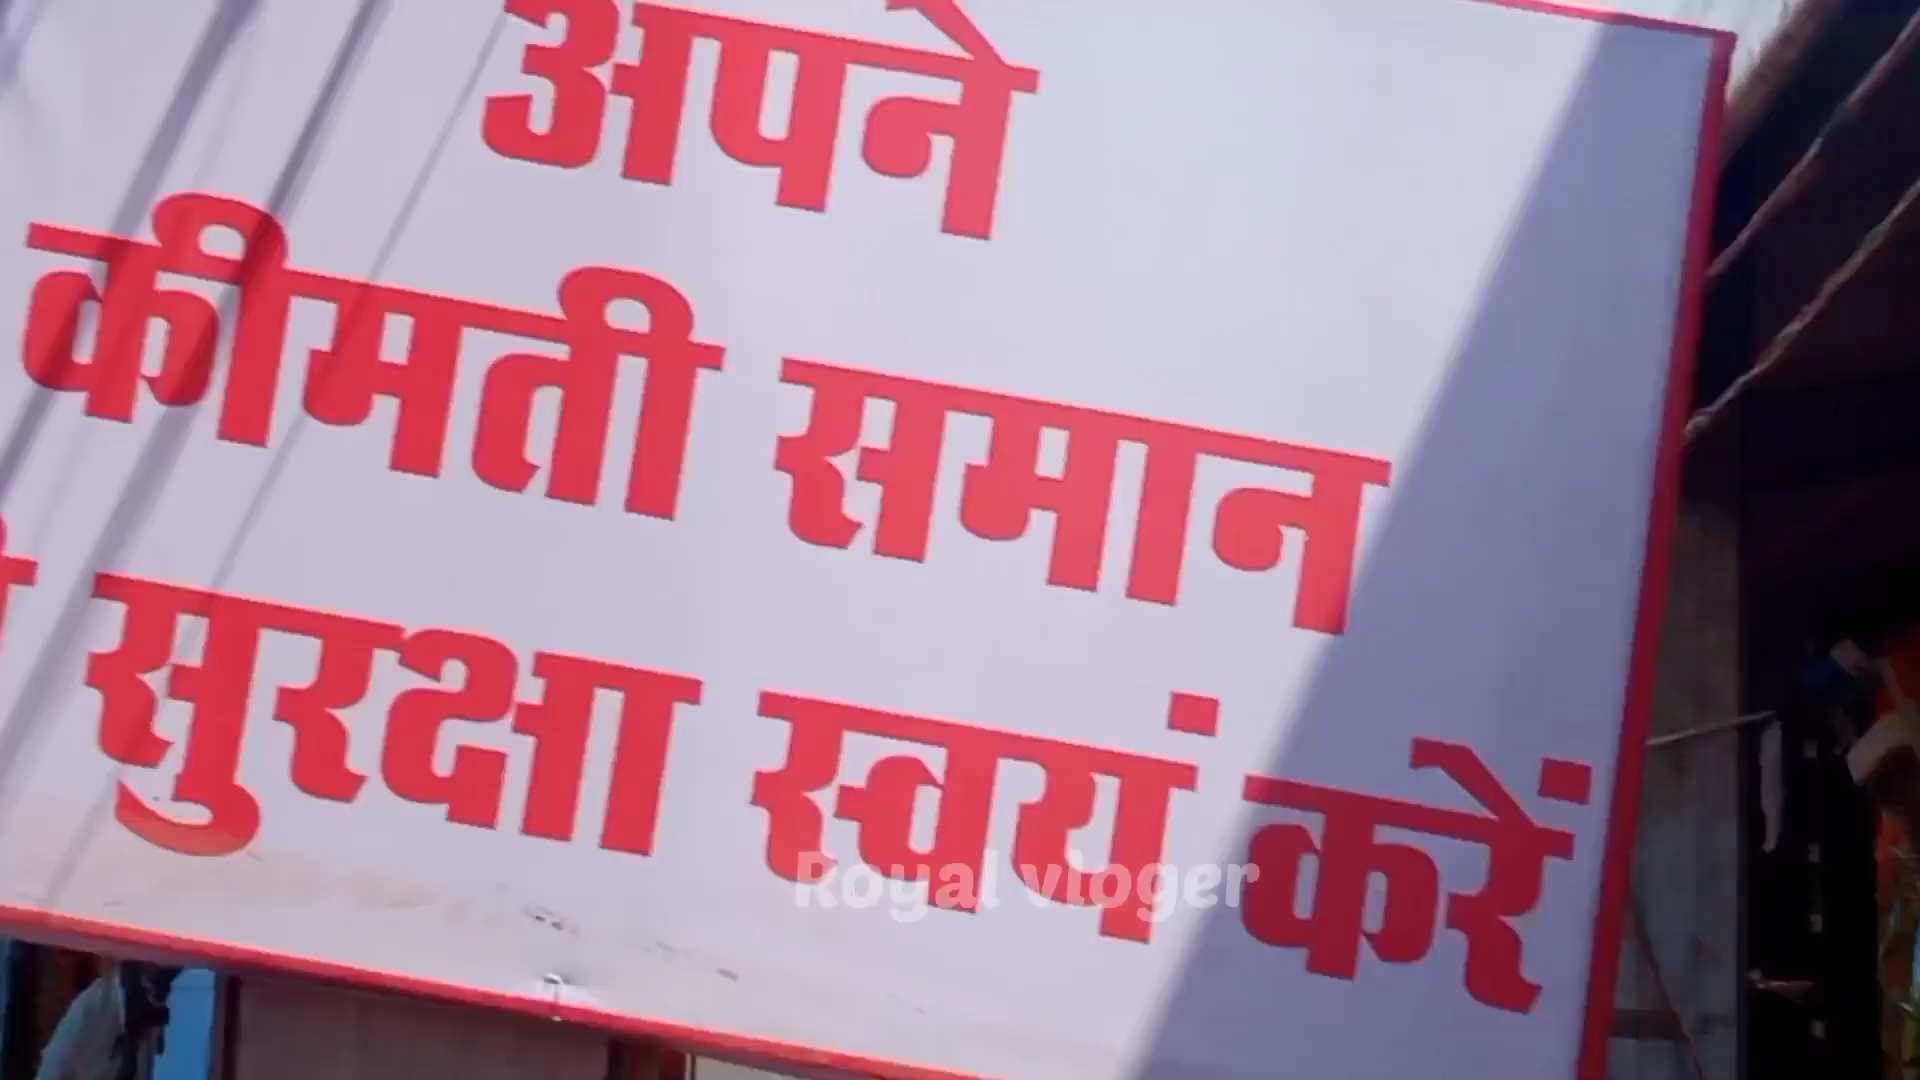 अपने
कीमती समान
सुरक्षा स्वयं करें
Royal vloger